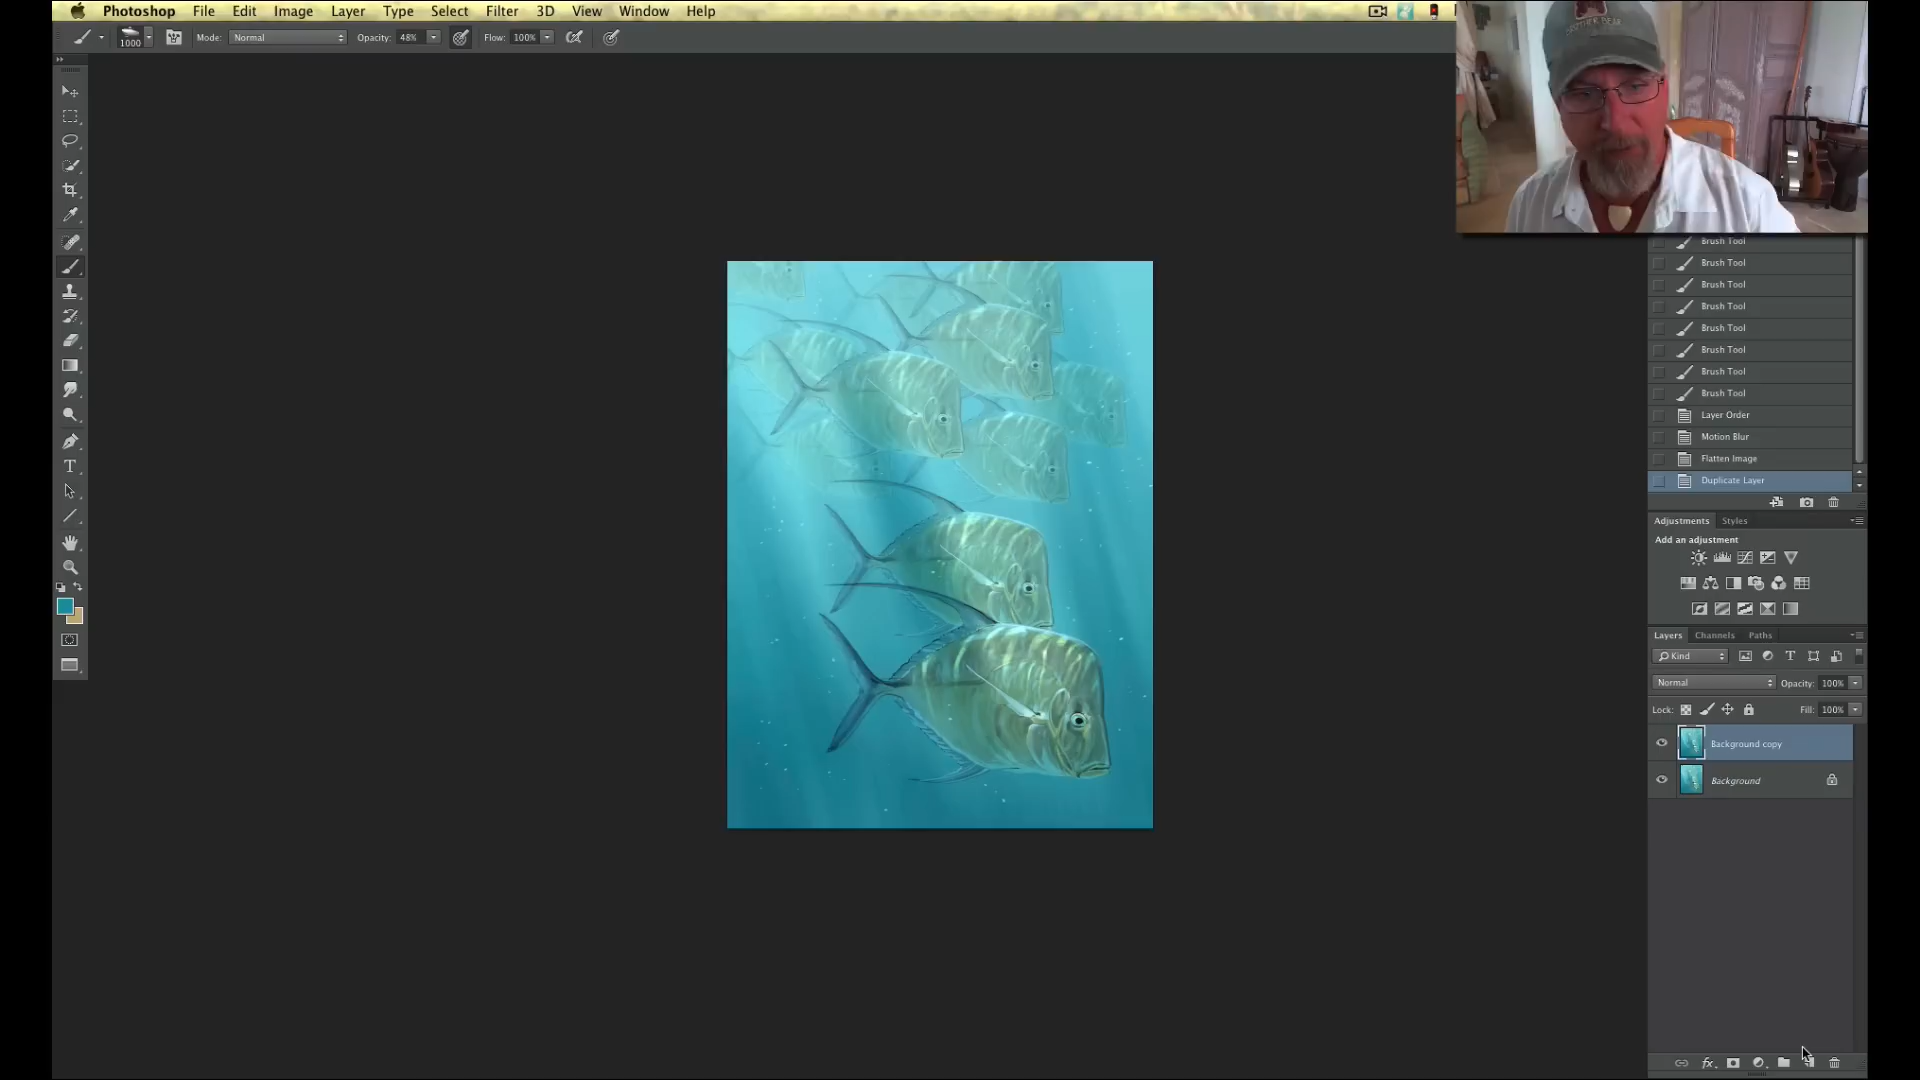 Photoshop File Edit Image Layer Type Select Filter 3D View Window Help
1000 Mode: Normal Opacity: 48% Flow: 100%
BROTHER BEAR
Brush Tool
Brush Tool
Brush Tool
Brush Tool
Brush Tool
Brush Tool
Brush Tool
Brush Tool
Layer Order
Motion Blur
Flatten Image
Duplicate Layer
Adjustments Styles
Add an adjustment
Layers Channels Paths
Kind
Normal Opacity: 100%
Lock: Fill: 100%
Background copy
Background